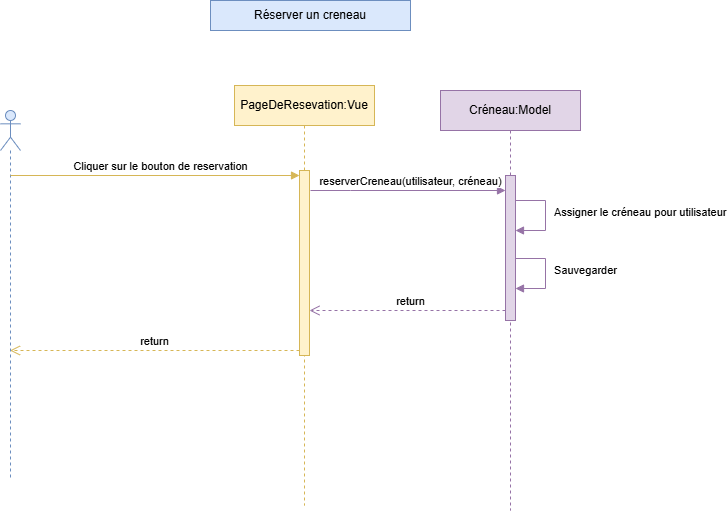 Réserver un creneau
PageDeResevation:Vue
Créneau:Model
Cliquer sur le bouton de reservation
reserverCreneau(utilisateur, créneau)
Assigner le créneau pour utilisateur
Sauvegarder
return
return